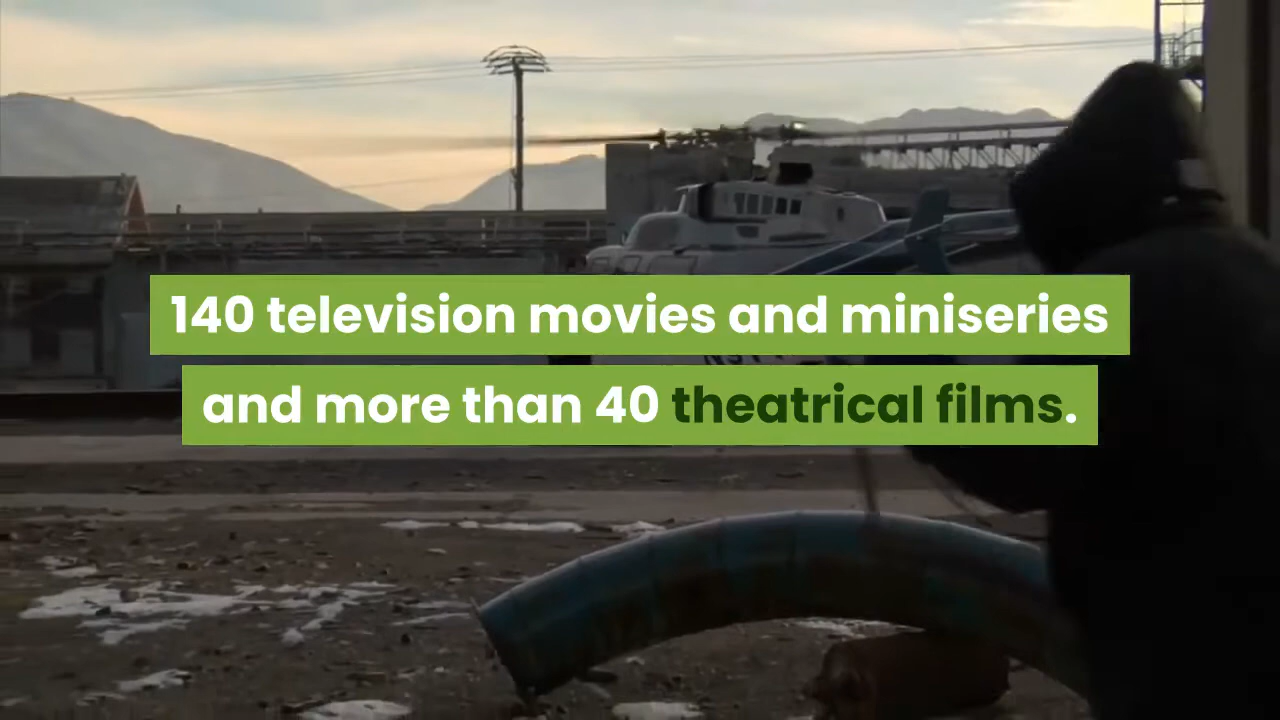 140 television movies and miniseries
and more than 40 theatrical films.